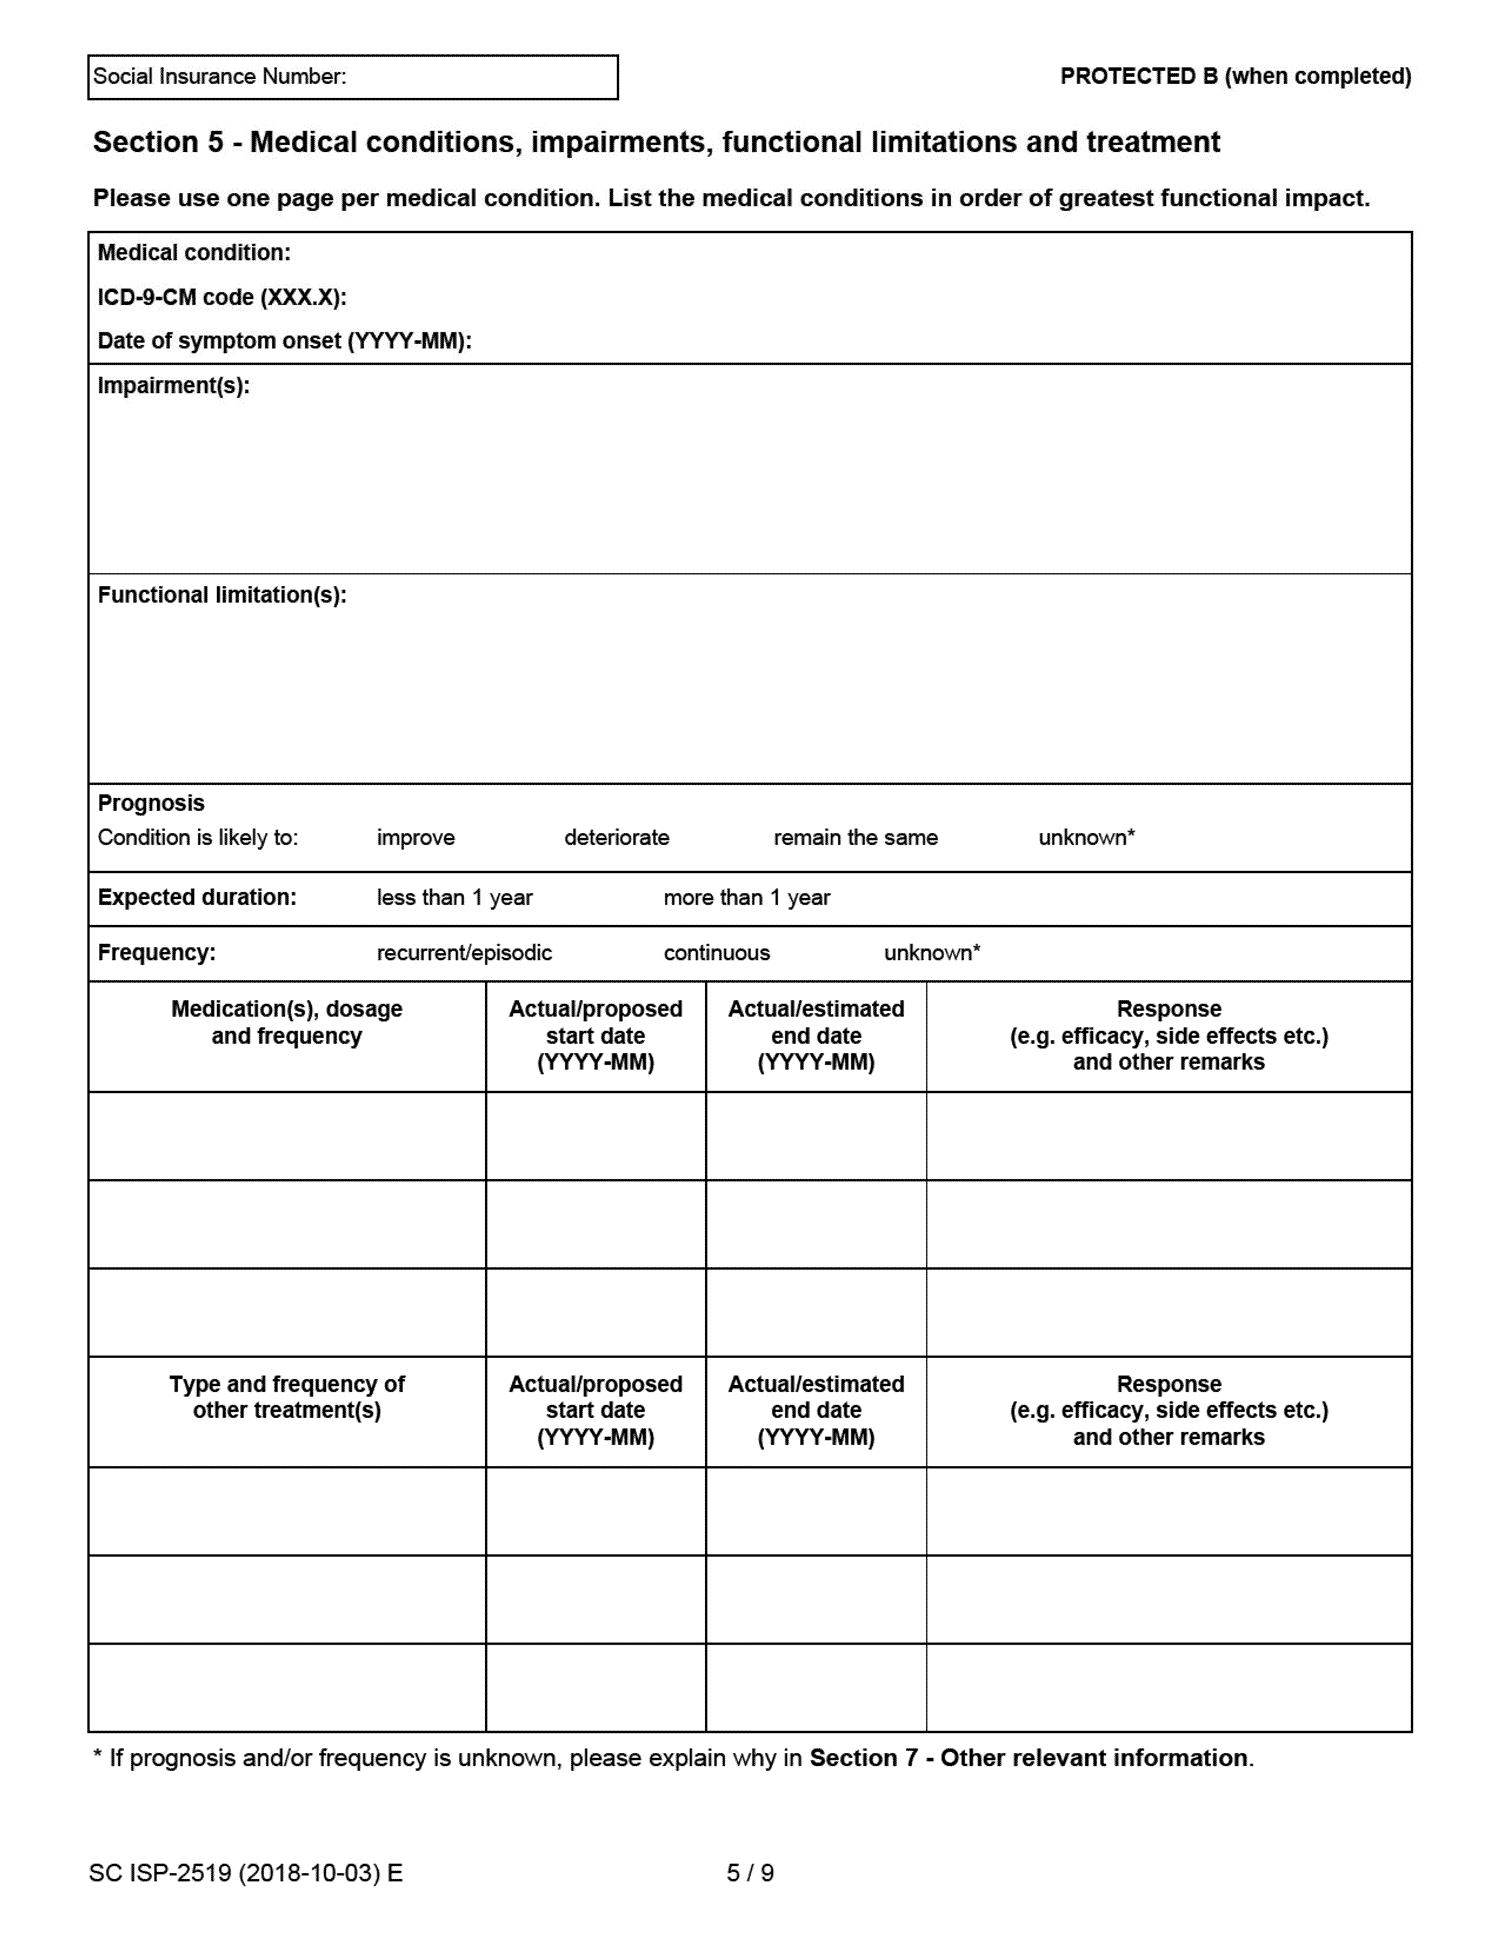 Social Insurance Number:
PROTECTED B (when completed)
Section 5 - Medical conditions, impairments, functional limitations and treatment
Please use one page per medical condition. List the medical conditions in order of greatest functional impact.
Medical condition:
ICD-9-CM code (XXX.X):
Date of symptom onset (YYYY-MM):
Impairment(s):
Functional limitation(s):
Prognosis
Condition is likely to: improve deteriorate remain the same unknown*
Expected duration: less than 1 year more than 1 year
Frequency: recurrent/episodic continuous unknown*
Medication(s), dosage
and frequency
Actual/proposed
start date
(YYYY-MM)
Actual/estimated
end date
(YYYY-MM)
Response
(e.g. efficacy, side effects etc.)
and other remarks
Type and frequency of
other treatment(s)
Actual/proposed
start date
(YYYY-MM)
Actual/estimated
end date
(YYYY-MM)
Response
(e.g. efficacy, side effects etc.)
and other remarks
* If prognosis and/or frequency is unknown, please explain why in Section 7 - Other relevant information.
SC ISP-2519 (2018-10-03) E
5 / 9